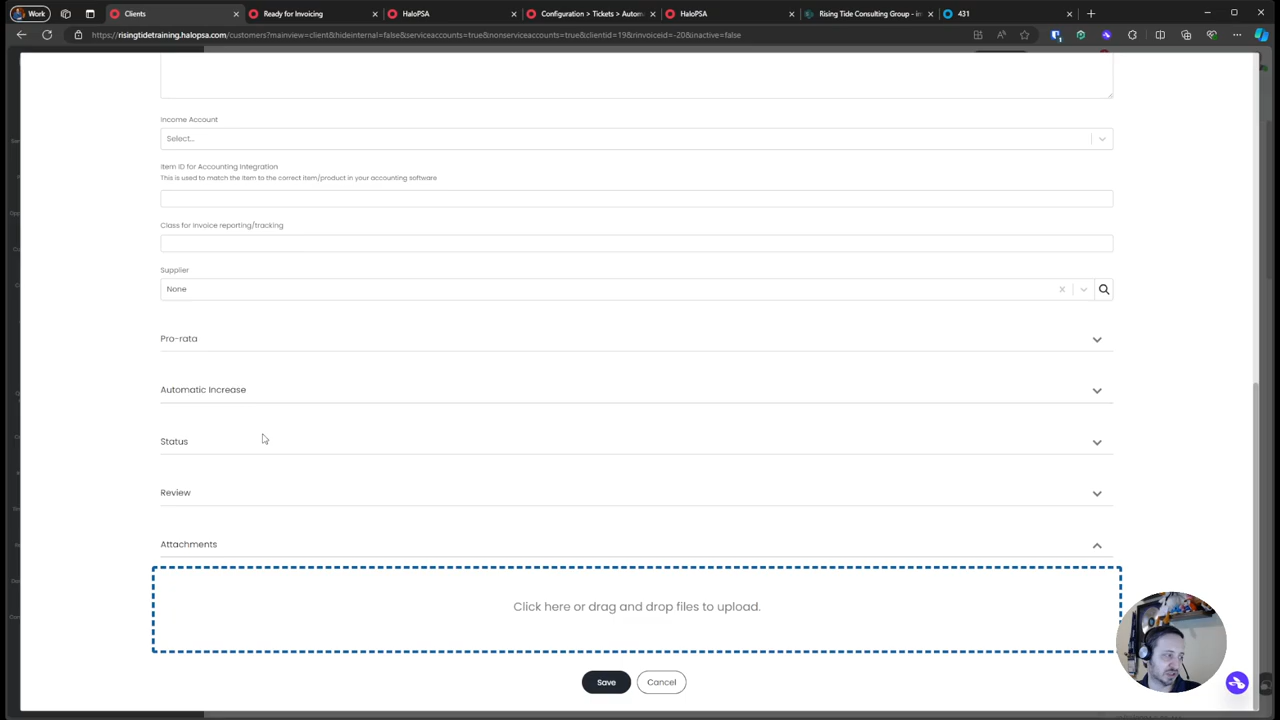 Work
Clients
Ready for Invoicing
HaloPSA
Configuration > Tickets > Autom
HaloPSA
Rising Tide Consulting Group - in
431
https://risingtidetraining.halopsa.com/customers?mainview=client&hideinternal=false&serviceaccounts=true&nonserviceaccounts=true&clientid=19&rinvoiceid=-20&inactive=false
Income Account
Select...
Item ID for Accounting Integration
This is used to match the item to the correct item/product in your accounting software
Class for Invoice reporting/tracking
Supplier
None
Pro-rata
Automatic Increase
Status
Review
Attachments
Click here or drag and drop files to upload.
Save
Cancel